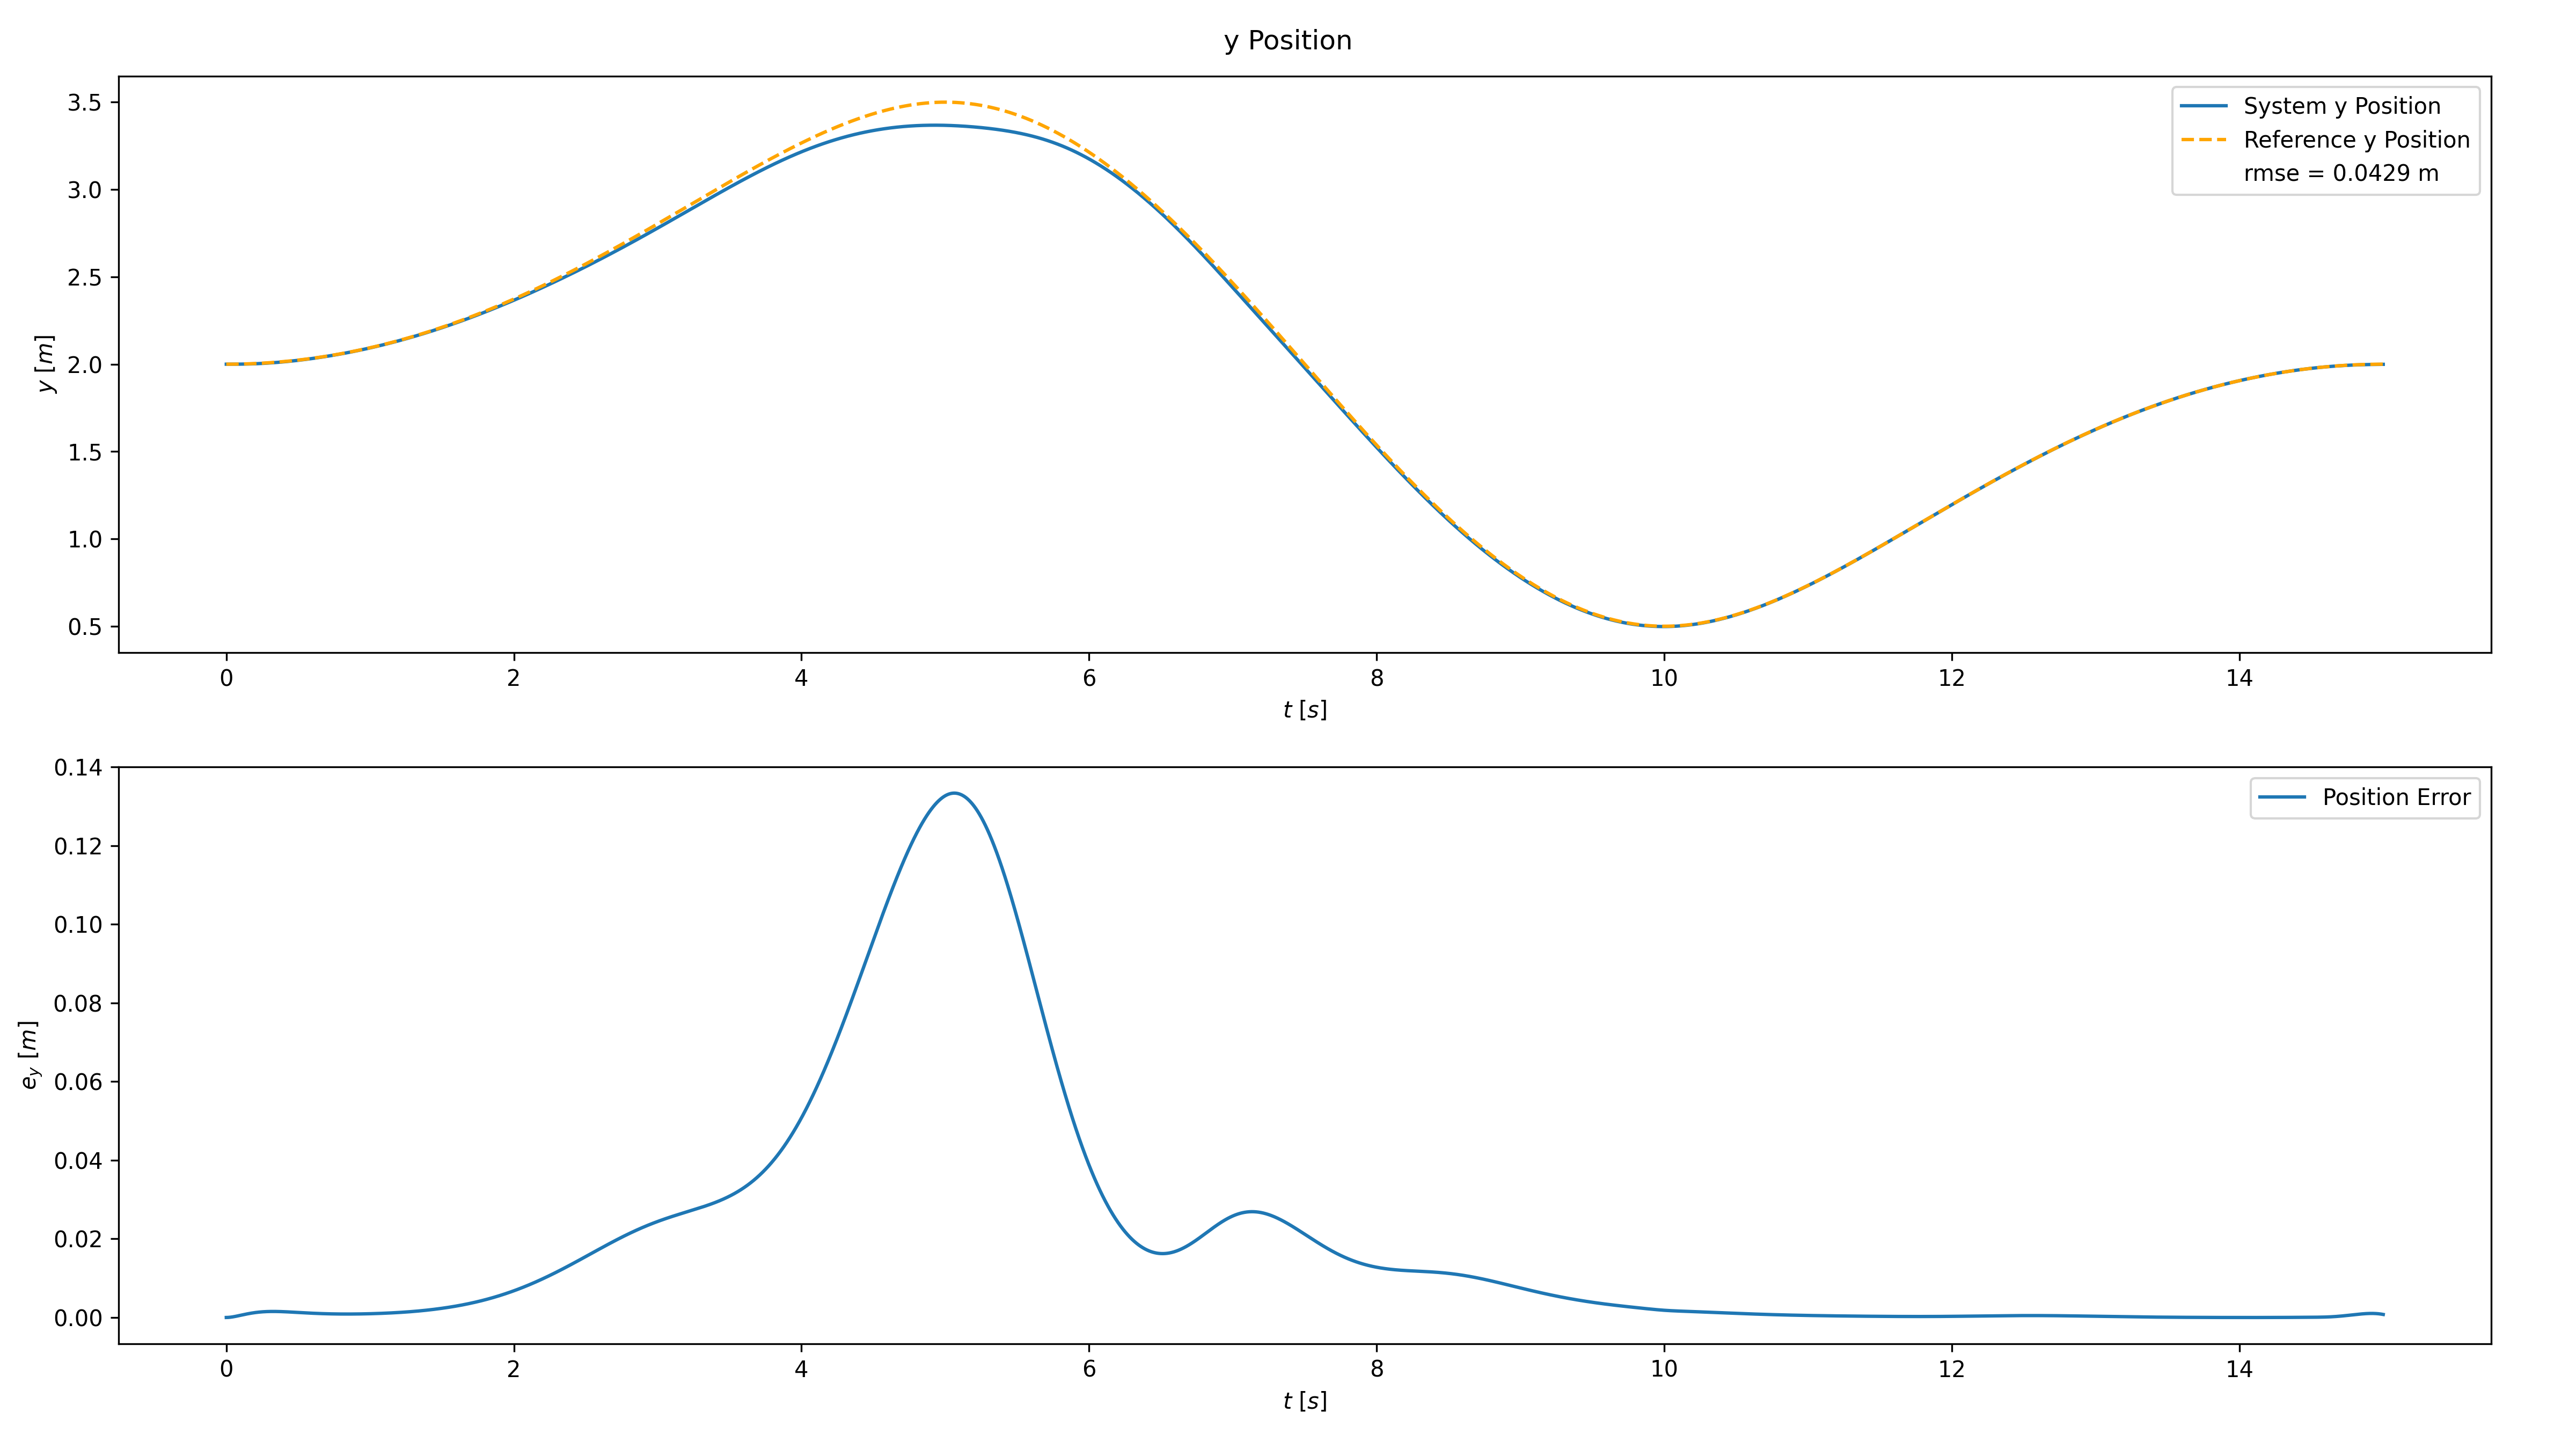 y Position
3.5
3.0
2.5
2.0
1.5
1.0
0.5
y [m]
System y Position
Reference y Position
rmse = 0.0429 m
0 2 4 6 8 10 12 14
t [s]
0.14
0.12
0.10
0.08
0.06
0.04
0.02
0.00
e_y [m]
Position Error
0 2 4 6 8 10 12 14
t [s]